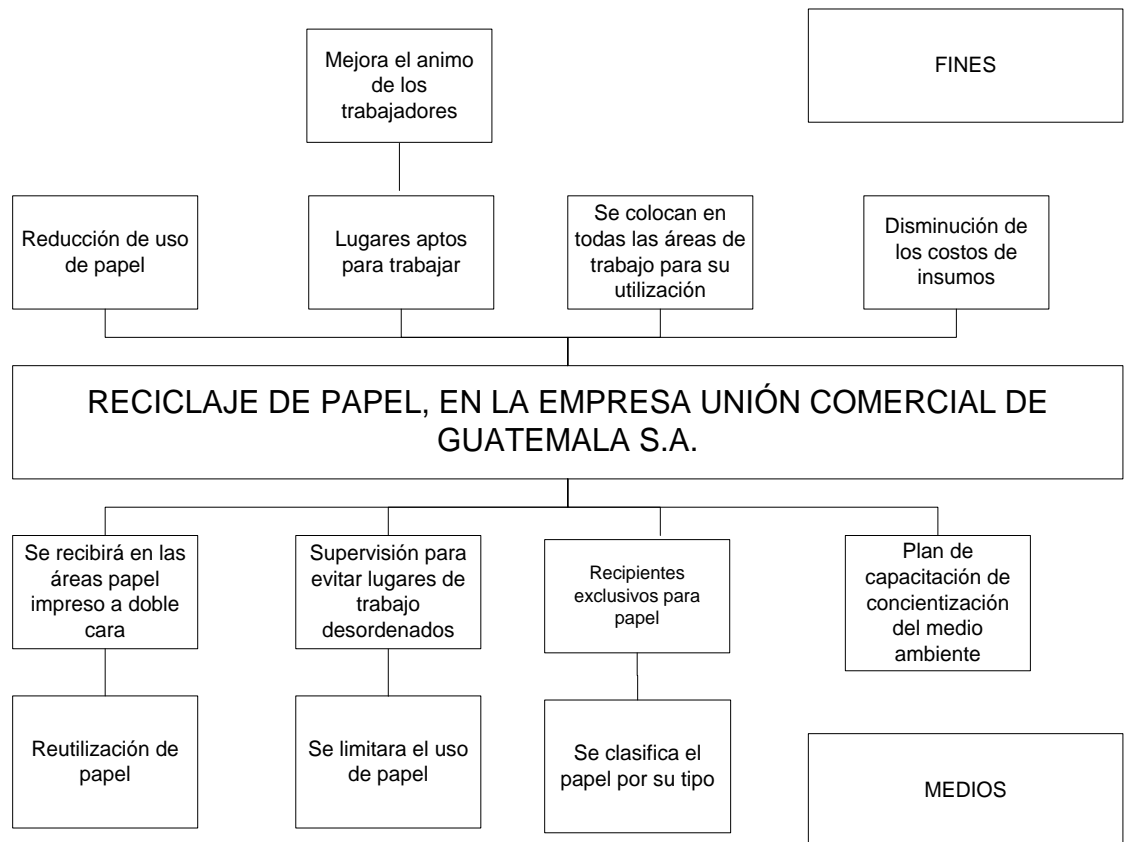 Mejora el animo
de los
trabajadores
FINES
Reducción de uso
de papel
Lugares aptos
para trabajar
Se colocan en
todas las áreas de
trabajo para su
utilización
Disminución de
los costos de
insumos
RECICLAJE DE PAPEL, EN LA EMPRESA UNIÓN COMERCIAL DE
GUATEMALA S.A.
Se recibirá en las
áreas papel
impreso a doble
cara
Supervisión para
evitar lugares de
trabajo
desordenados
Recipientes
exclusivos para
papel
Plan de
capacitación de
concientización
del medio
ambiente
Reutilización de
papel
Se limitara el uso
de papel
Se clasifica el
papel por su tipo
MEDIOS